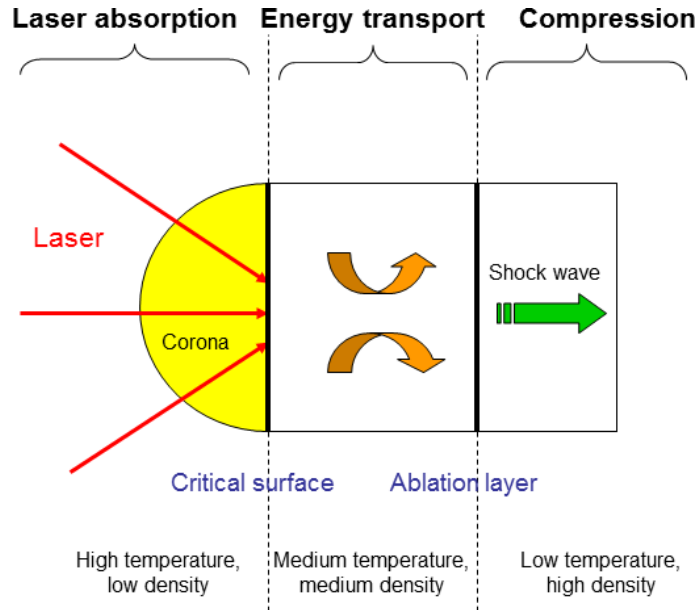 Laser absorption
Energy transport
Compression
Laser
Corona
Shock wave
Critical surface
Ablation layer
High temperature,
low density
Medium temperature,
medium density
Low temperature,
high density